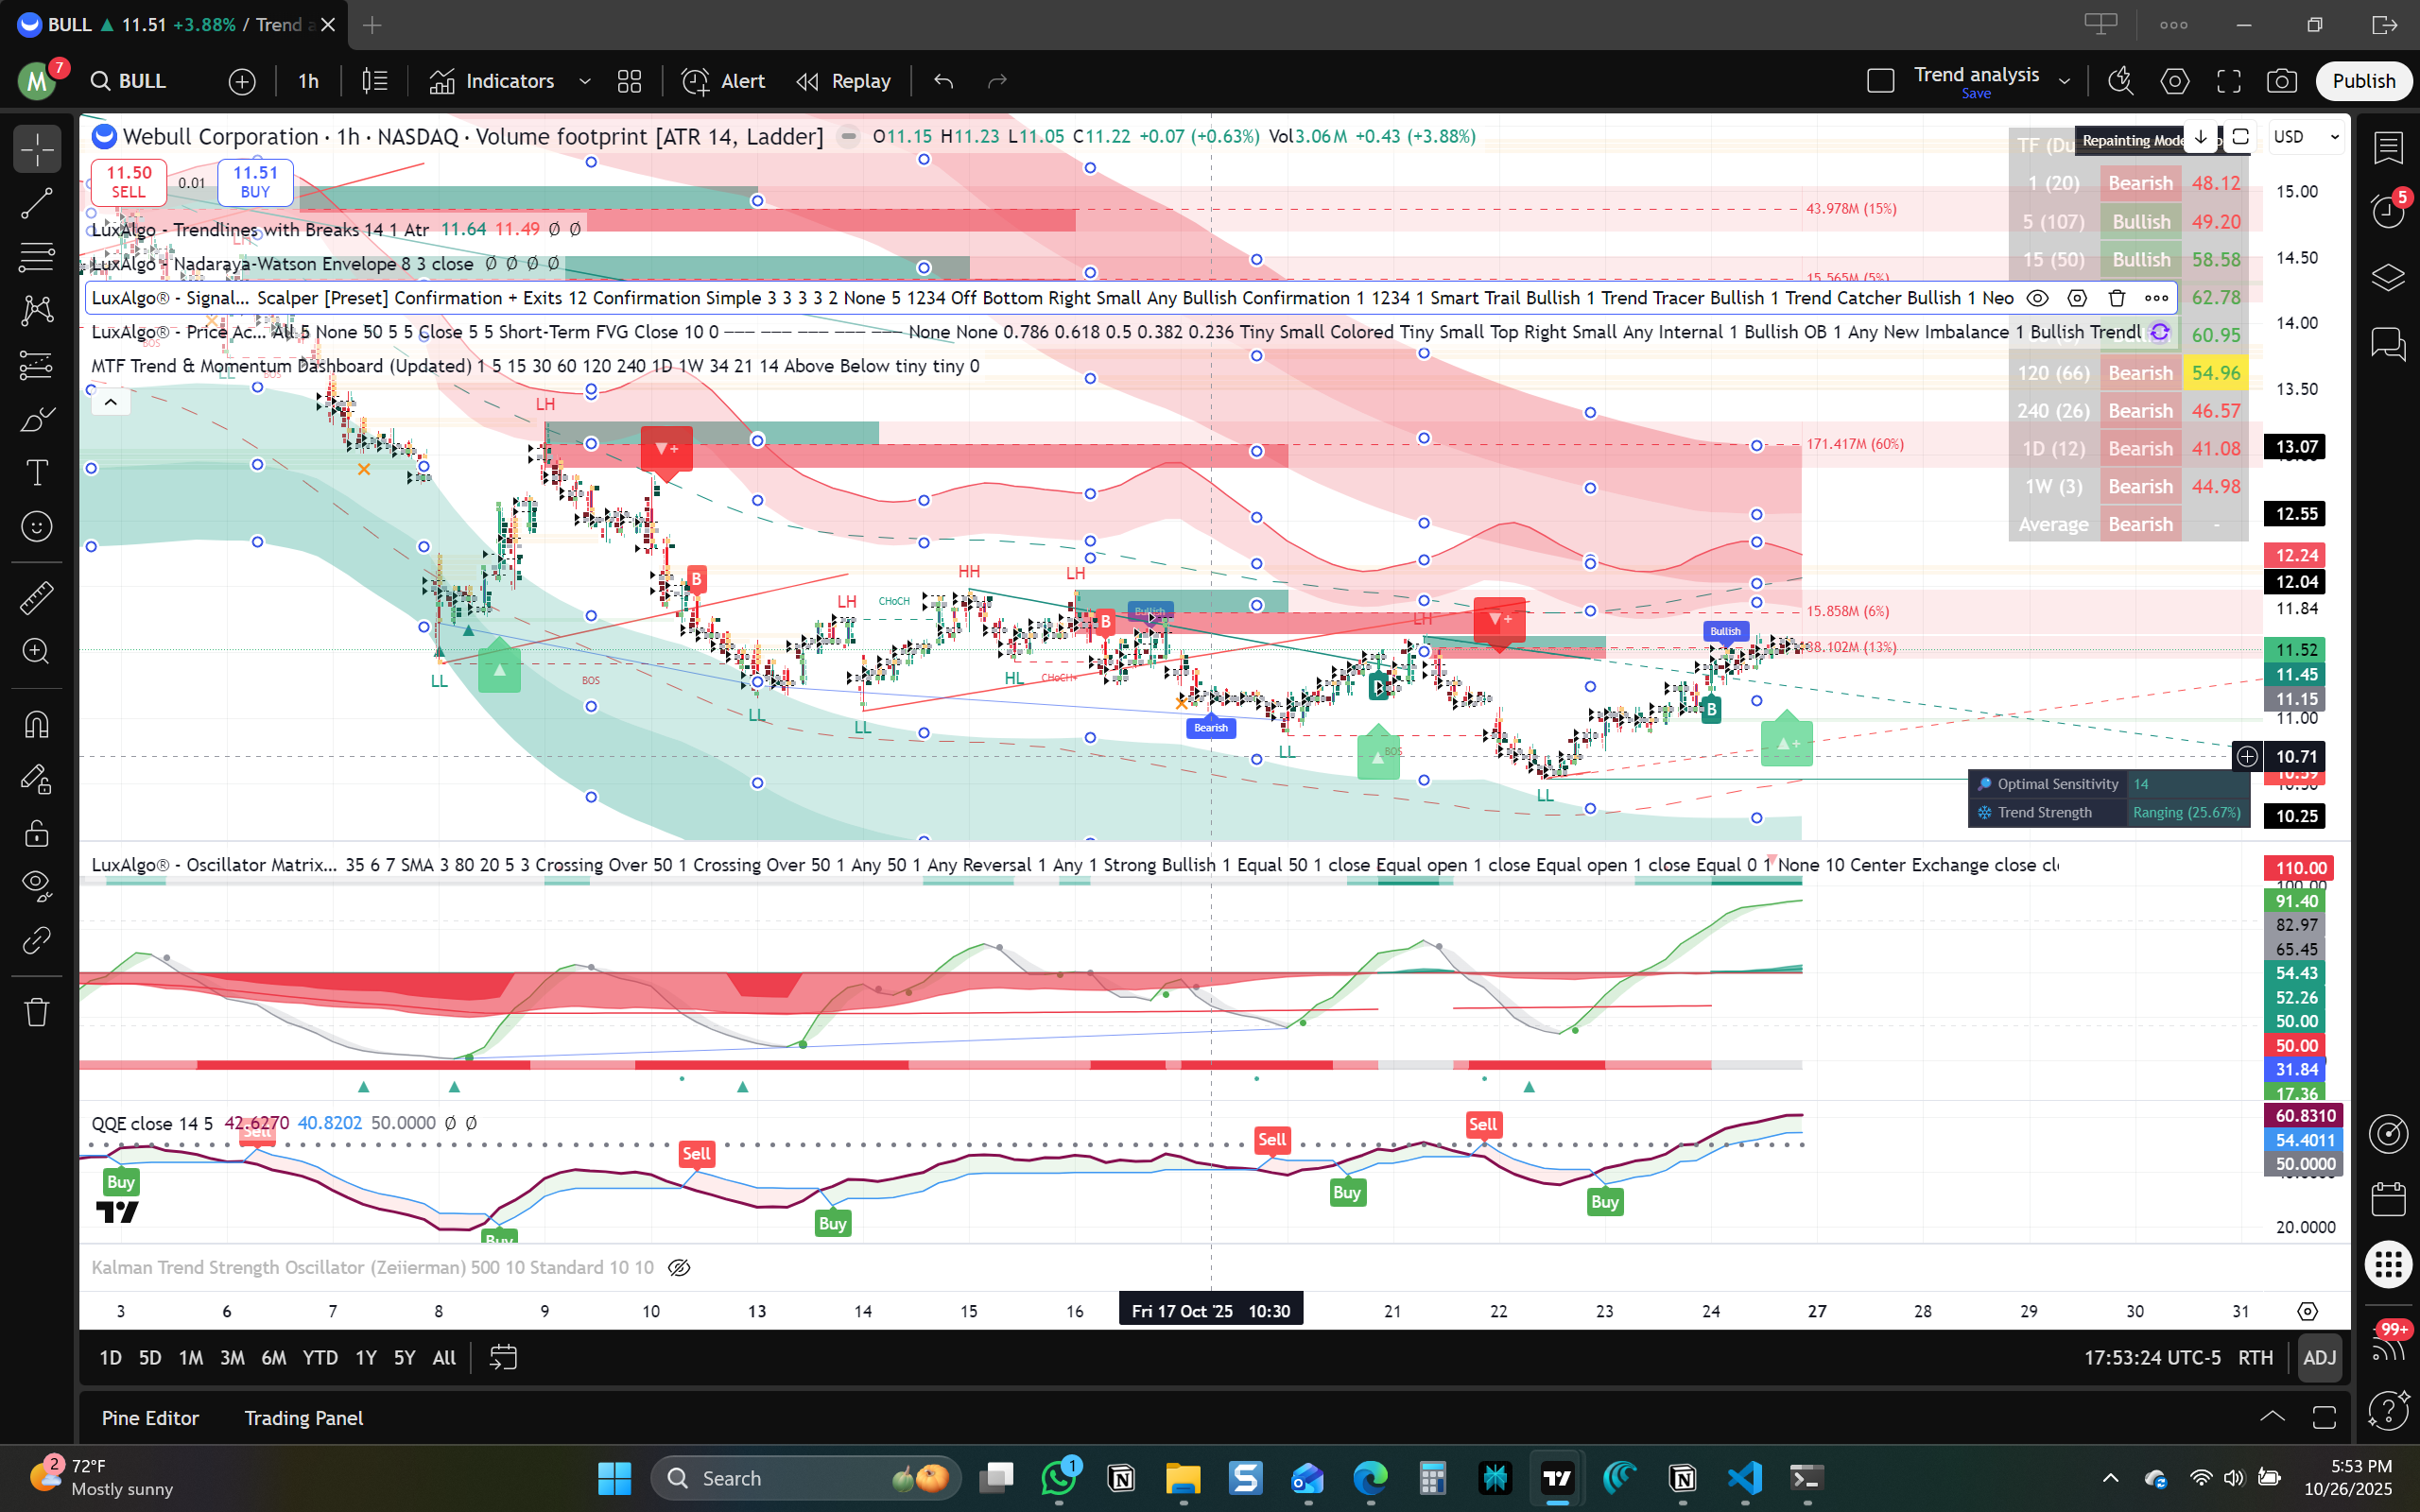 BULL ▲ 11.51 +3.88% / Trend
M 7 BULL 1h Indicators Alert Replay Trend analysis Save Publish
Webull Corporation · 1h · NASDAQ · Volume footprint [ATR 14, Ladder] O11.15 H11.23 L11.05 C11.22 +0.07 (+0.63%) Vol3.06M +0.43 (+3.88%)
11.50 SELL 0.01 11.51 BUY
LuxAlgo - Trendlines with Breaks 14 1 Atr 11.64 11.49 Ø Ø
LuxAlgo - Nadaraya-Watson Envelope 8 3 close Ø Ø Ø Ø
LuxAlgo® - Signal... Scalper [Preset] Confirmation + Exits 12 Confirmation Simple 3 3 3 3 2 None 5 1234 Off Bottom Right Small Any Bullish Confirmation 1 1234 1 Smart Trail Bullish 1 Trend Tracer Bullish 1 Trend Catcher Bullish 1 Neo
LuxAlgo® - Price Ac... All 5 None 50 5 5 Close 5 5 Short-Term FVG Close 10 0 −−− −−− −−− −−− −−− None None 0.786 0.618 0.5 0.382 0.236 Tiny Small Colored Tiny Small Top Right Small Any Internal 1 Bullish OB 1 Any New Imbalance 1 Bullish Trendl
MTF Trend & Momentum Dashboard (Updated) 1 5 15 30 60 120 240 1D 1W 34 21 14 Above Below tiny tiny 0
Repainting Mode
TF (Du
1 (20) Bearish 48.12
5 (107) Bullish 49.20
15 (50) Bullish 58.58
62.78
60.95
120 (66) Bearish 54.96
240 (26) Bearish 46.57
1D (12) Bearish 41.08
1W (3) Bearish 44.98
Average Bearish -
43.978M (15%)
15.565M (5%)
171.417M (60%)
15.858M (6%)
38.102M (13%)
LH
B
LH
CHoCH
HH
LH
B
Bullish
LH
Bullish
LL
BOS
LL
LL
HL
CHoCH+
Bearish
LL
BOS
B
LL
USD
15.00
14.50
14.00
13.50
13.07
12.55
12.24
12.04
11.84
11.52
11.45
11.15
11.00
10.71
10.25
Optimal Sensitivity 14
Trend Strength Ranging (25.67%)
LuxAlgo® - Oscillator Matrix... 35 6 7 SMA 3 80 20 5 3 Crossing Over 50 1 Crossing Over 50 1 Any 50 1 Any Reversal 1 Any 1 Strong Bullish 1 Equal 50 1 close Equal open 1 close Equal open 1 close Equal 0 1 None 10 Center Exchange close cl
110.00
100.00
91.40
82.97
65.45
54.43
52.26
50.00
50.00
31.84
17.36
QQE close 14 5 42.6270 40.8202 50.0000 Ø Ø
Buy
Sell
Buy
Sell
Buy
Sell
Buy
Sell
Buy
60.8310
54.4011
50.0000
20.0000
Kalman Trend Strength Oscillator (Zeiierman) 500 10 Standard 10 10
3 6 7 8 9 10 13 14 15 16 Fri 17 Oct '25 10:30 21 22 23 24 27 28 29 30 31
1D 5D 1M 3M 6M YTD 1Y 5Y All 17:53:24 UTC-5 RTH ADJ
Pine Editor Trading Panel
5
99+
2 72°F
Mostly sunny
Search
1
5:53 PM
10/26/2025